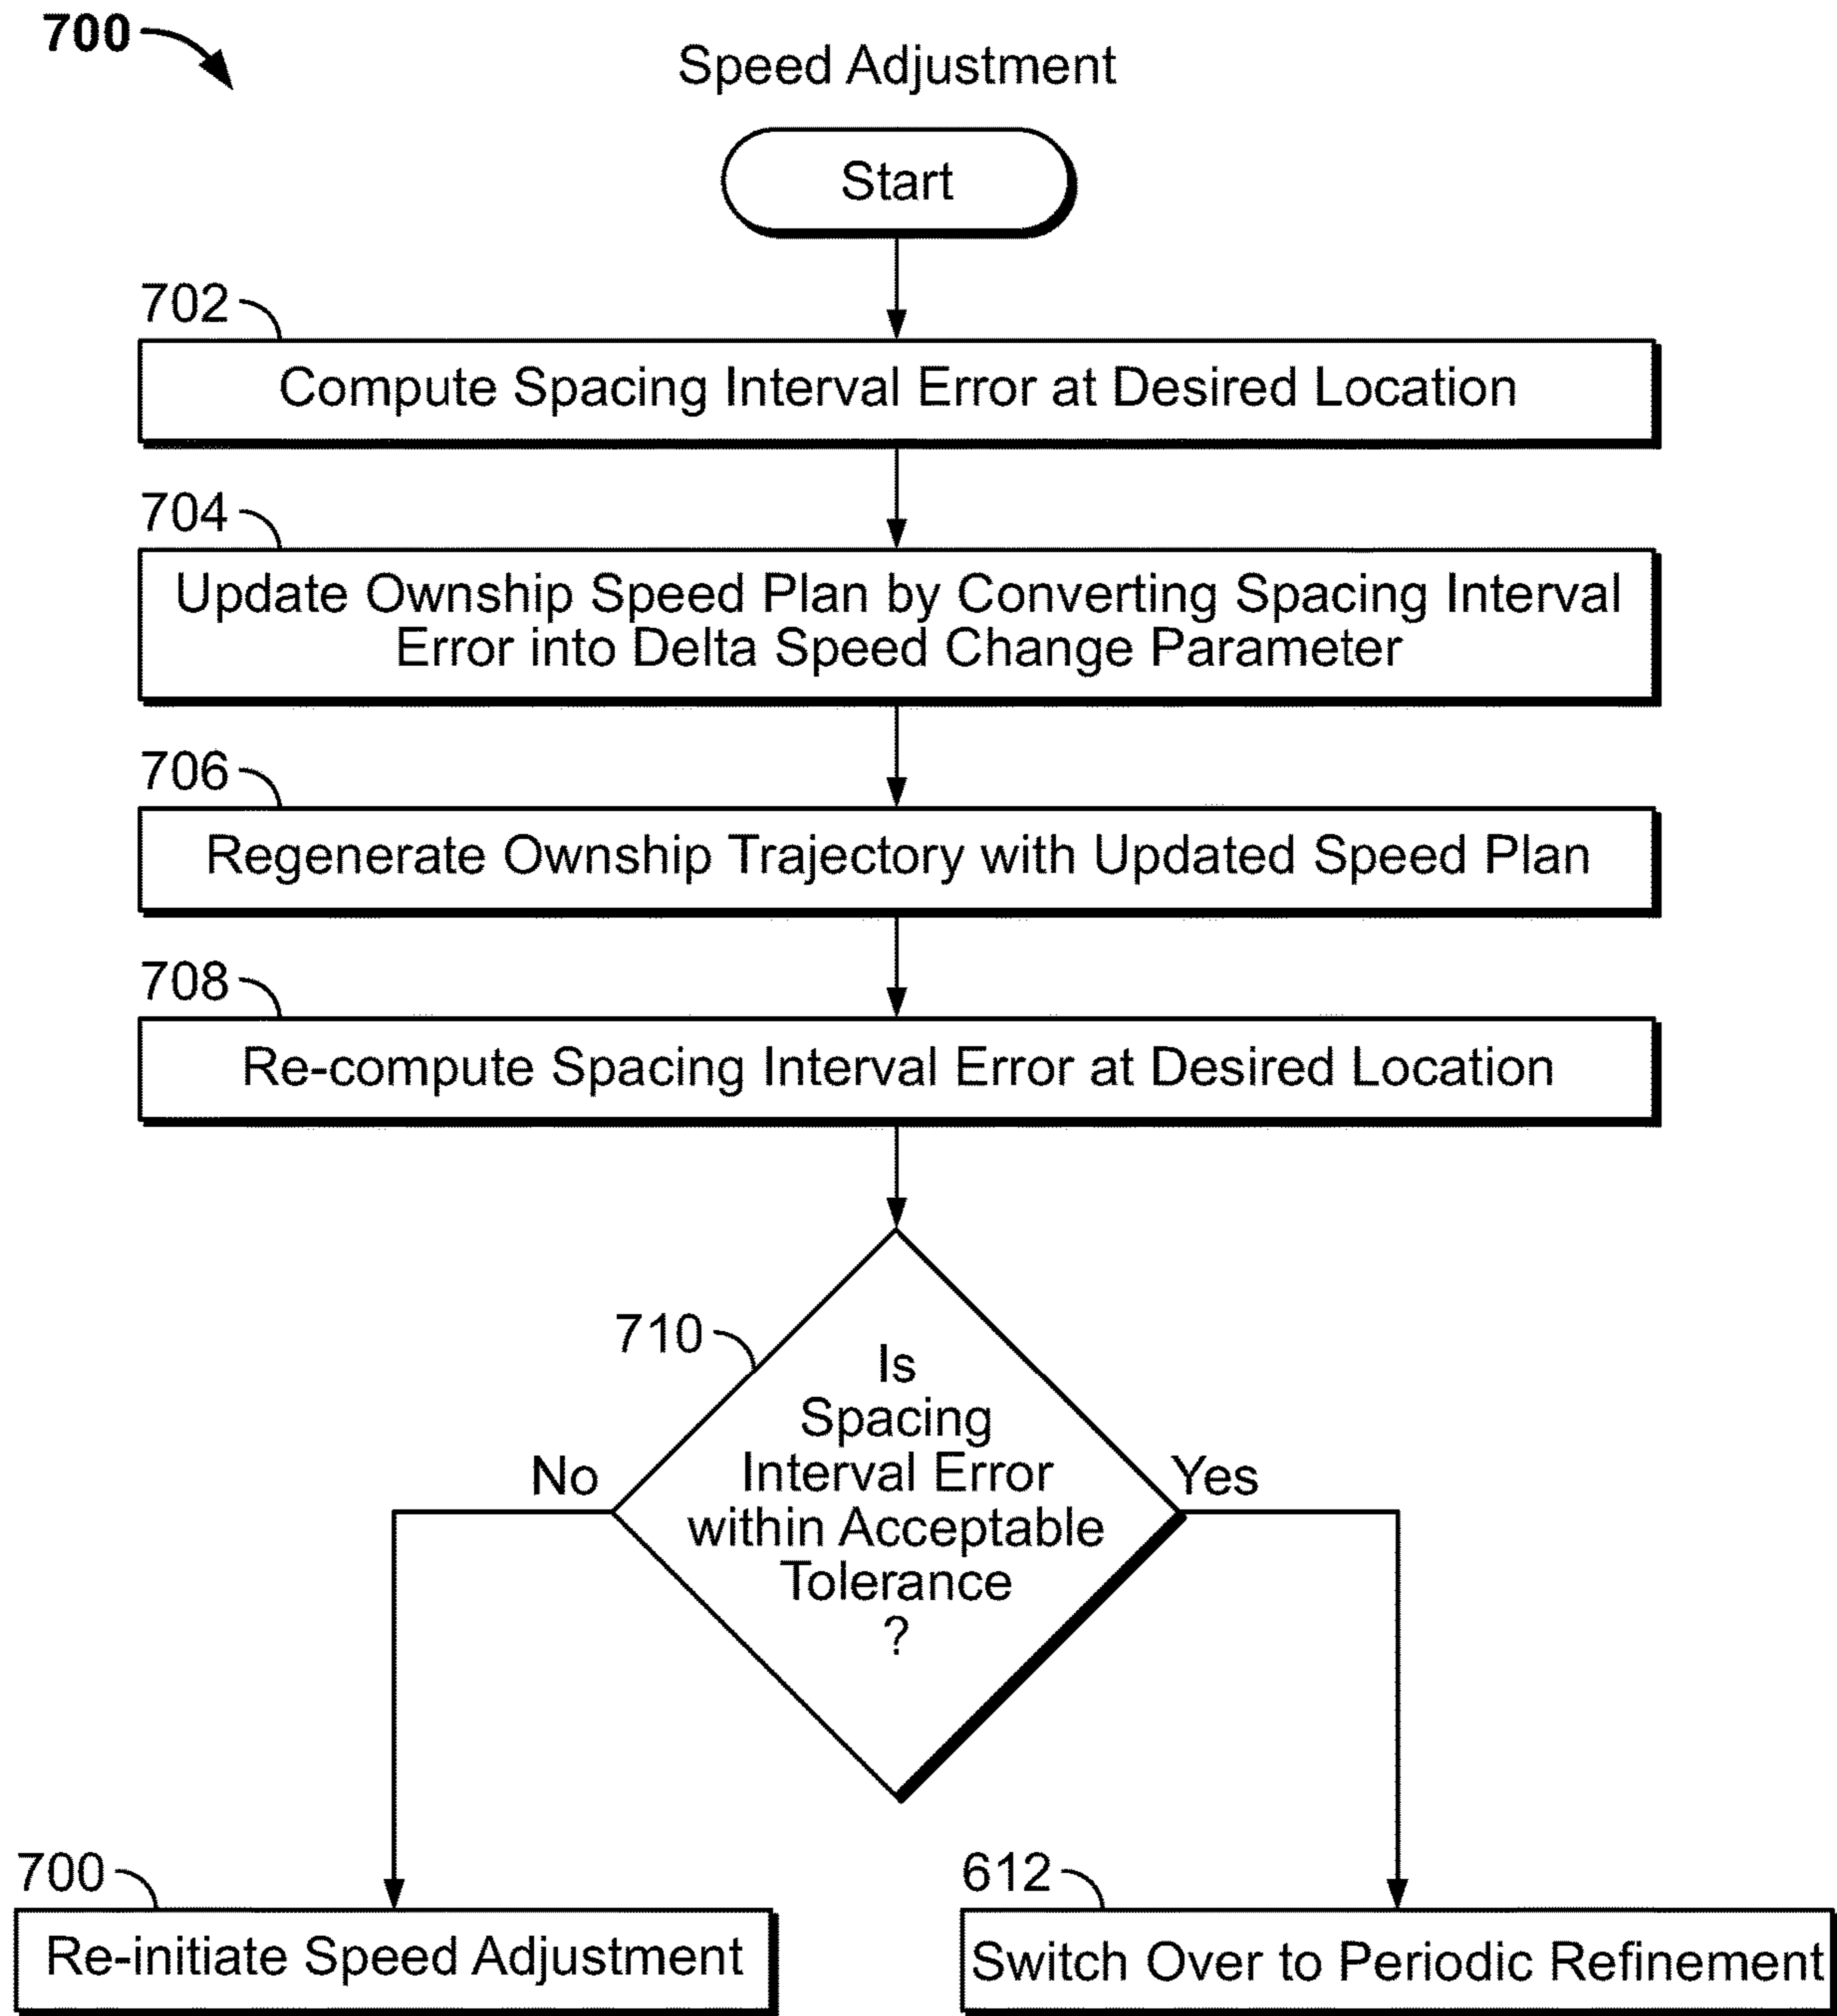 700
Speed Adjustment
Start
702
Compute Spacing Interval Error at Desired Location
704
Update Ownship Speed Plan by Converting Spacing Interval
Error into Delta Speed Change Parameter
706
Regenerate Ownship Trajectory with Updated Speed Plan
708
Re-compute Spacing Interval Error at Desired Location
710
Is
Spacing
Interval Error
within Acceptable
Tolerance
?
No
Yes
700
Re-initiate Speed Adjustment
612
Switch Over to Periodic Refinement